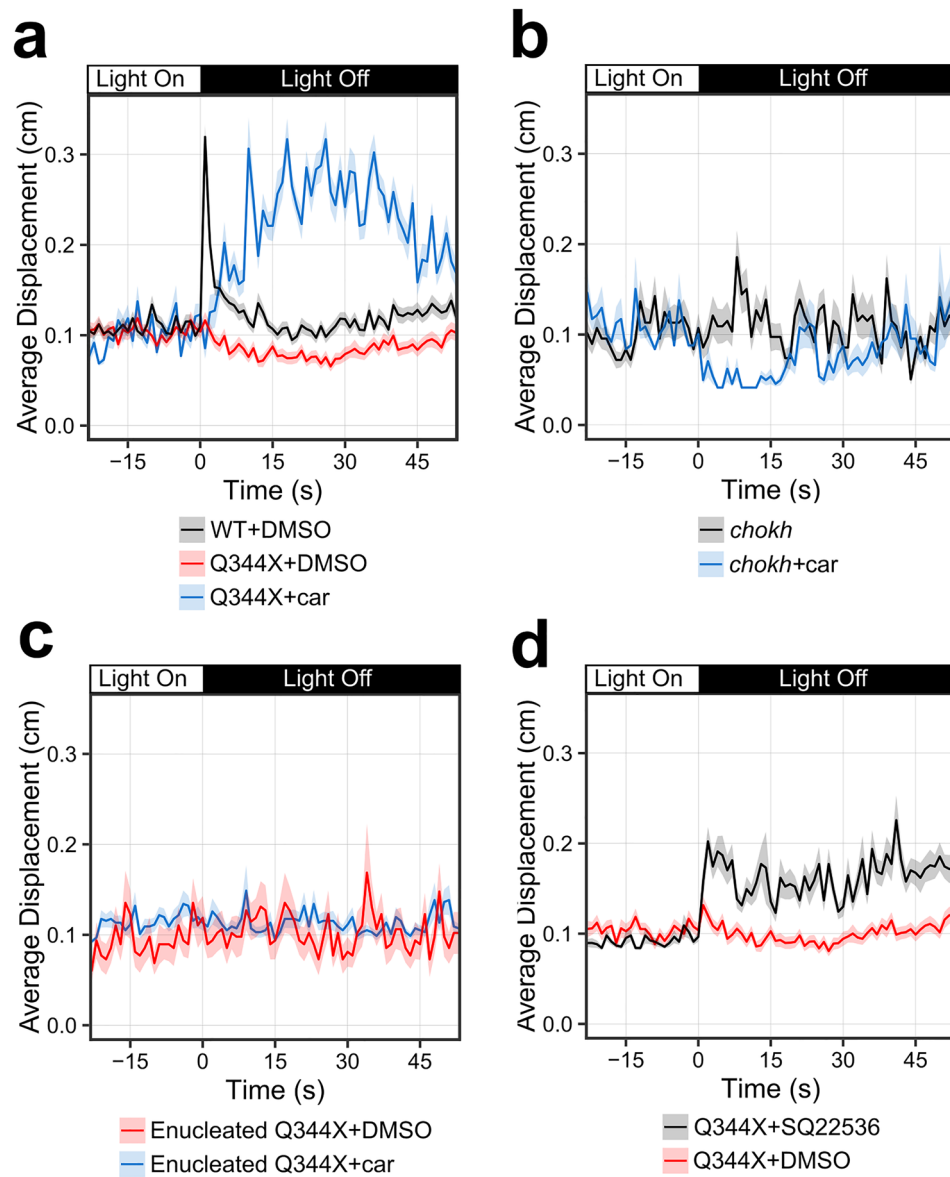 a
Light On Light Off
Average Displacement (cm)
0.3
0.2
0.1
0.0
−15 0 15 30 45
Time (s)
WT+DMSO
Q344X+DMSO
Q344X+car
b
Light On Light Off
Average Displacement (cm)
0.3
0.2
0.1
0.0
−15 0 15 30 45
Time (s)
chokh
chokh+car
c
Light On Light Off
Average Displacement (cm)
0.3
0.2
0.1
0.0
−15 0 15 30 45
Time (s)
Enucleated Q344X+DMSO
Enucleated Q344X+car
d
Light On Light Off
Average Displacement (cm)
0.3
0.2
0.1
0.0
−15 0 15 30 45
Time (s)
Q344X+SQ22536
Q344X+DMSO